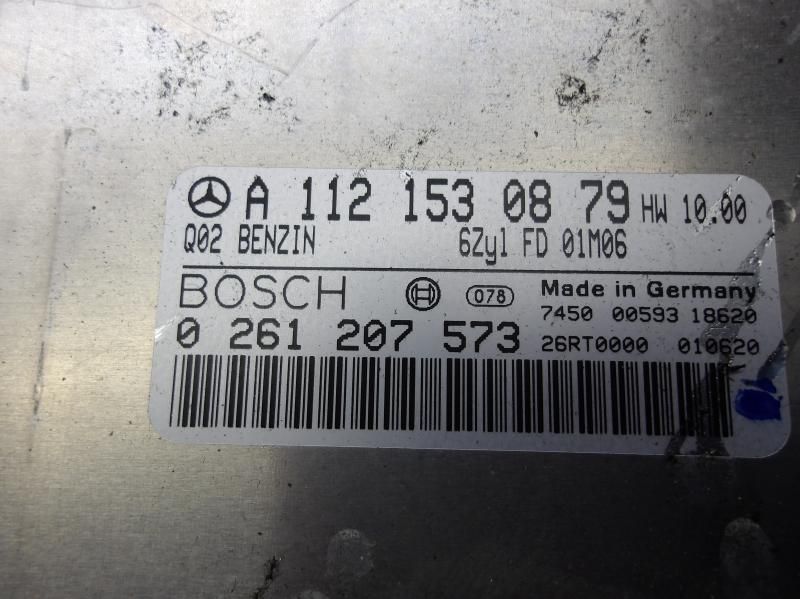 A 112 153 08 79 HW 10.00
Q02 BENZIN 6Zyl FD 01M06
BOSCH 078 Made in Germany
7450 00593 18620
0 261 207 573 26RT0000 010620